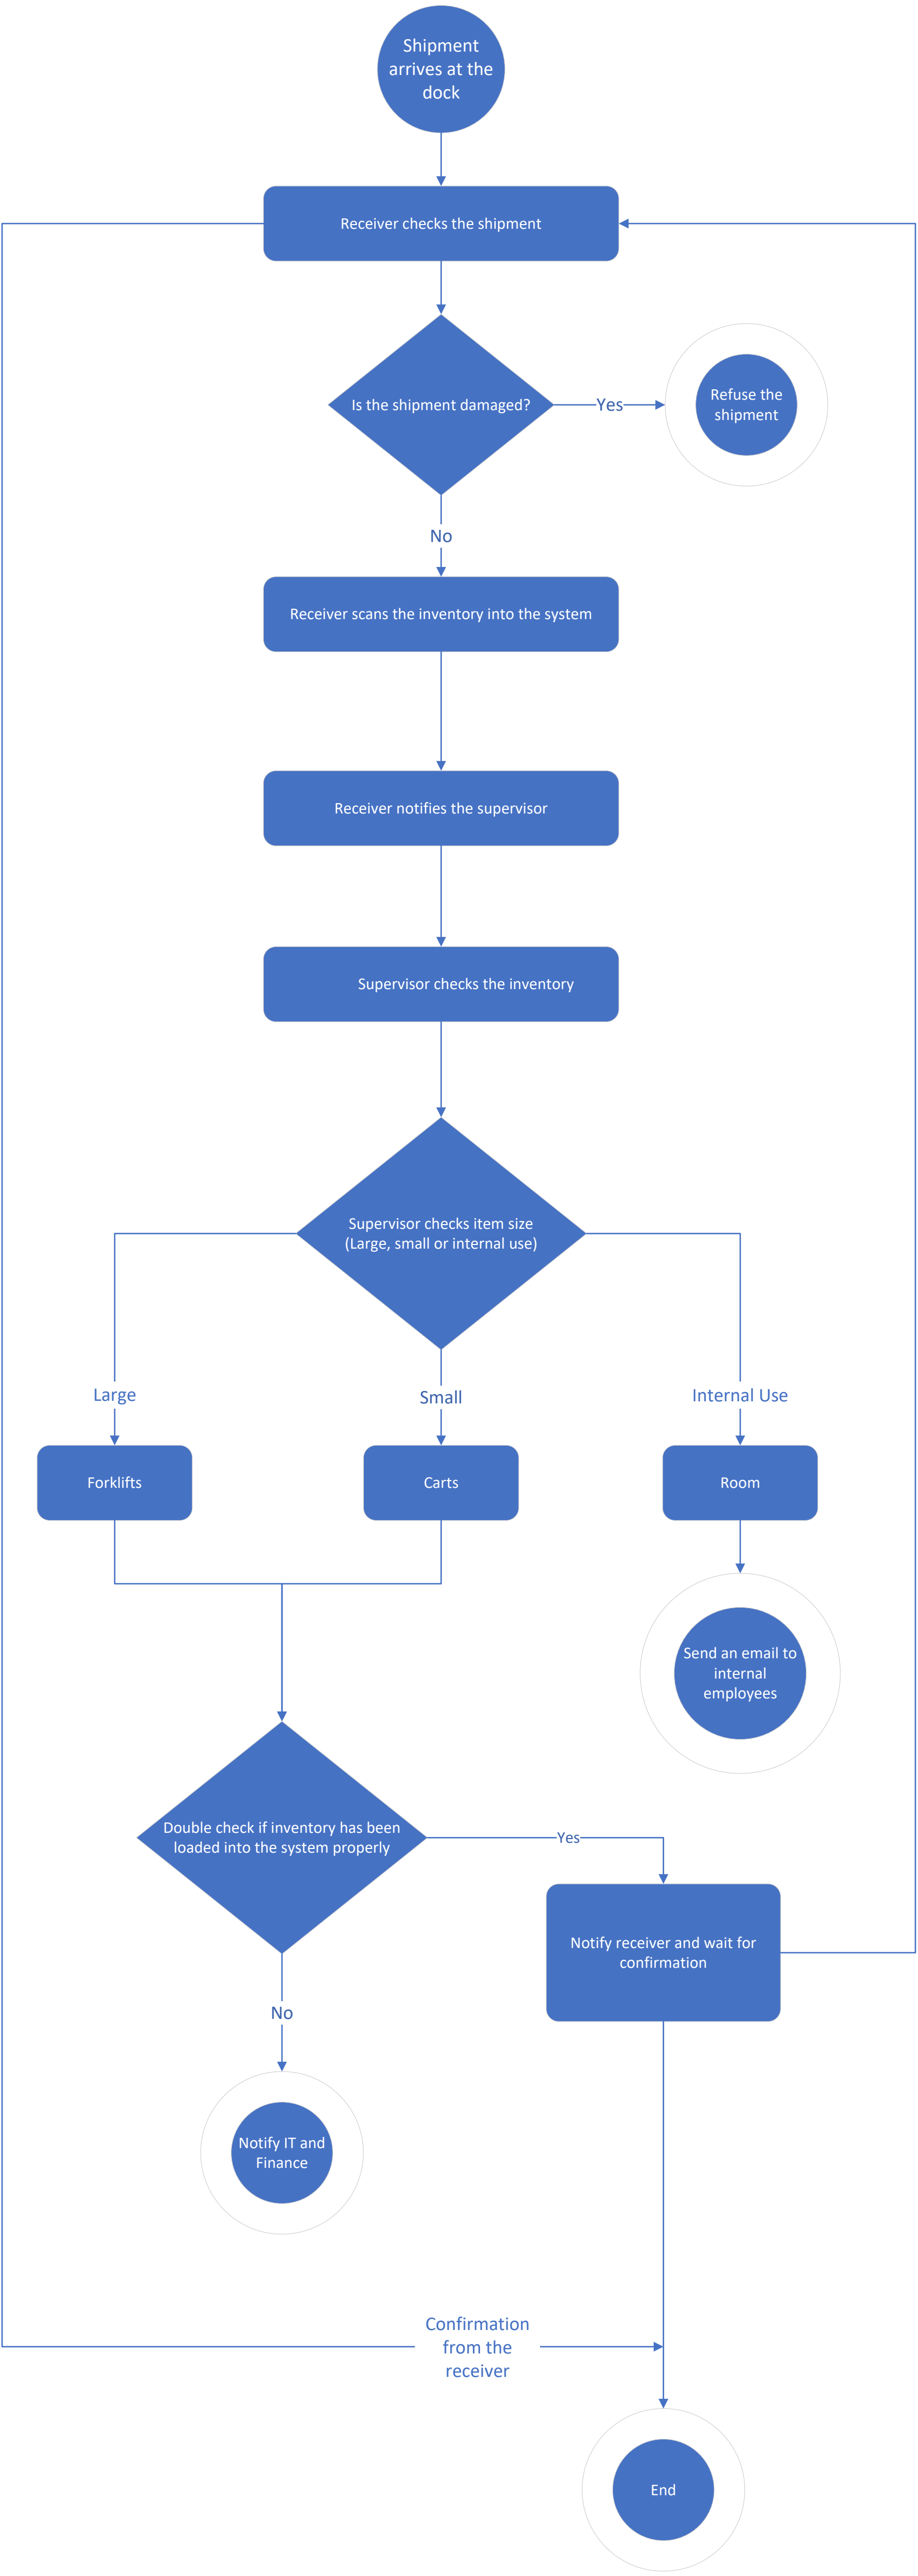 Shipment
arrives at the
dock
Receiver checks the shipment
Is the shipment damaged?
Yes
Refuse the
shipment
No
Receiver scans the inventory into the system
Receiver notifies the supervisor
Supervisor checks the inventory
Supervisor checks item size
(Large, small or internal use)
Large
Small
Internal Use
Forklifts
Carts
Room
Send an email to
internal
employees
Double check if inventory has been
loaded into the system properly
Yes
Notify receiver and wait for
confirmation
No
Notify IT and
Finance
Confirmation
from the
receiver
End